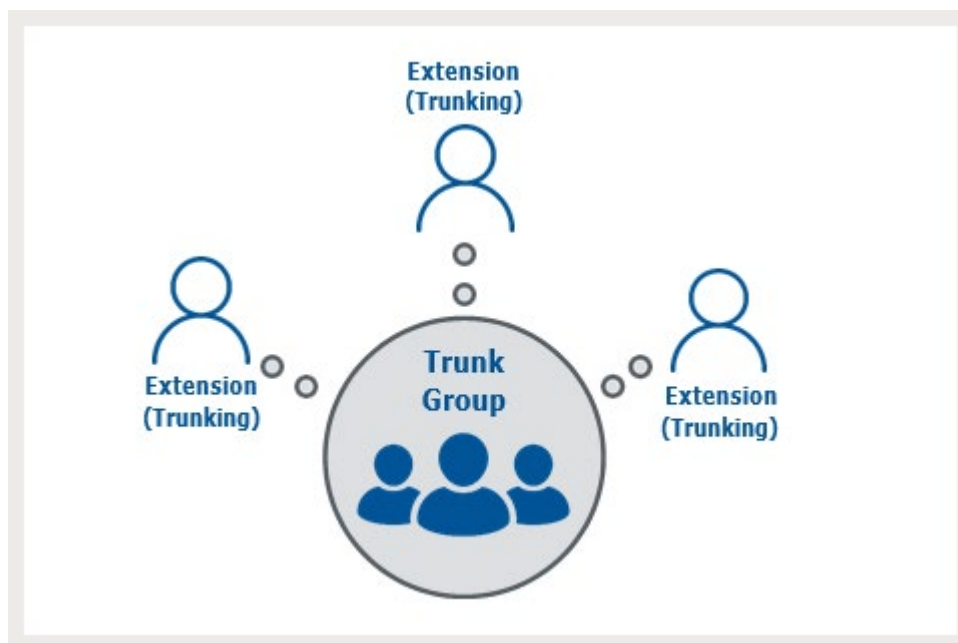 Extension
(Trunking)
Trunk
Group
Extension
(Trunking)
Extension
(Trunking)